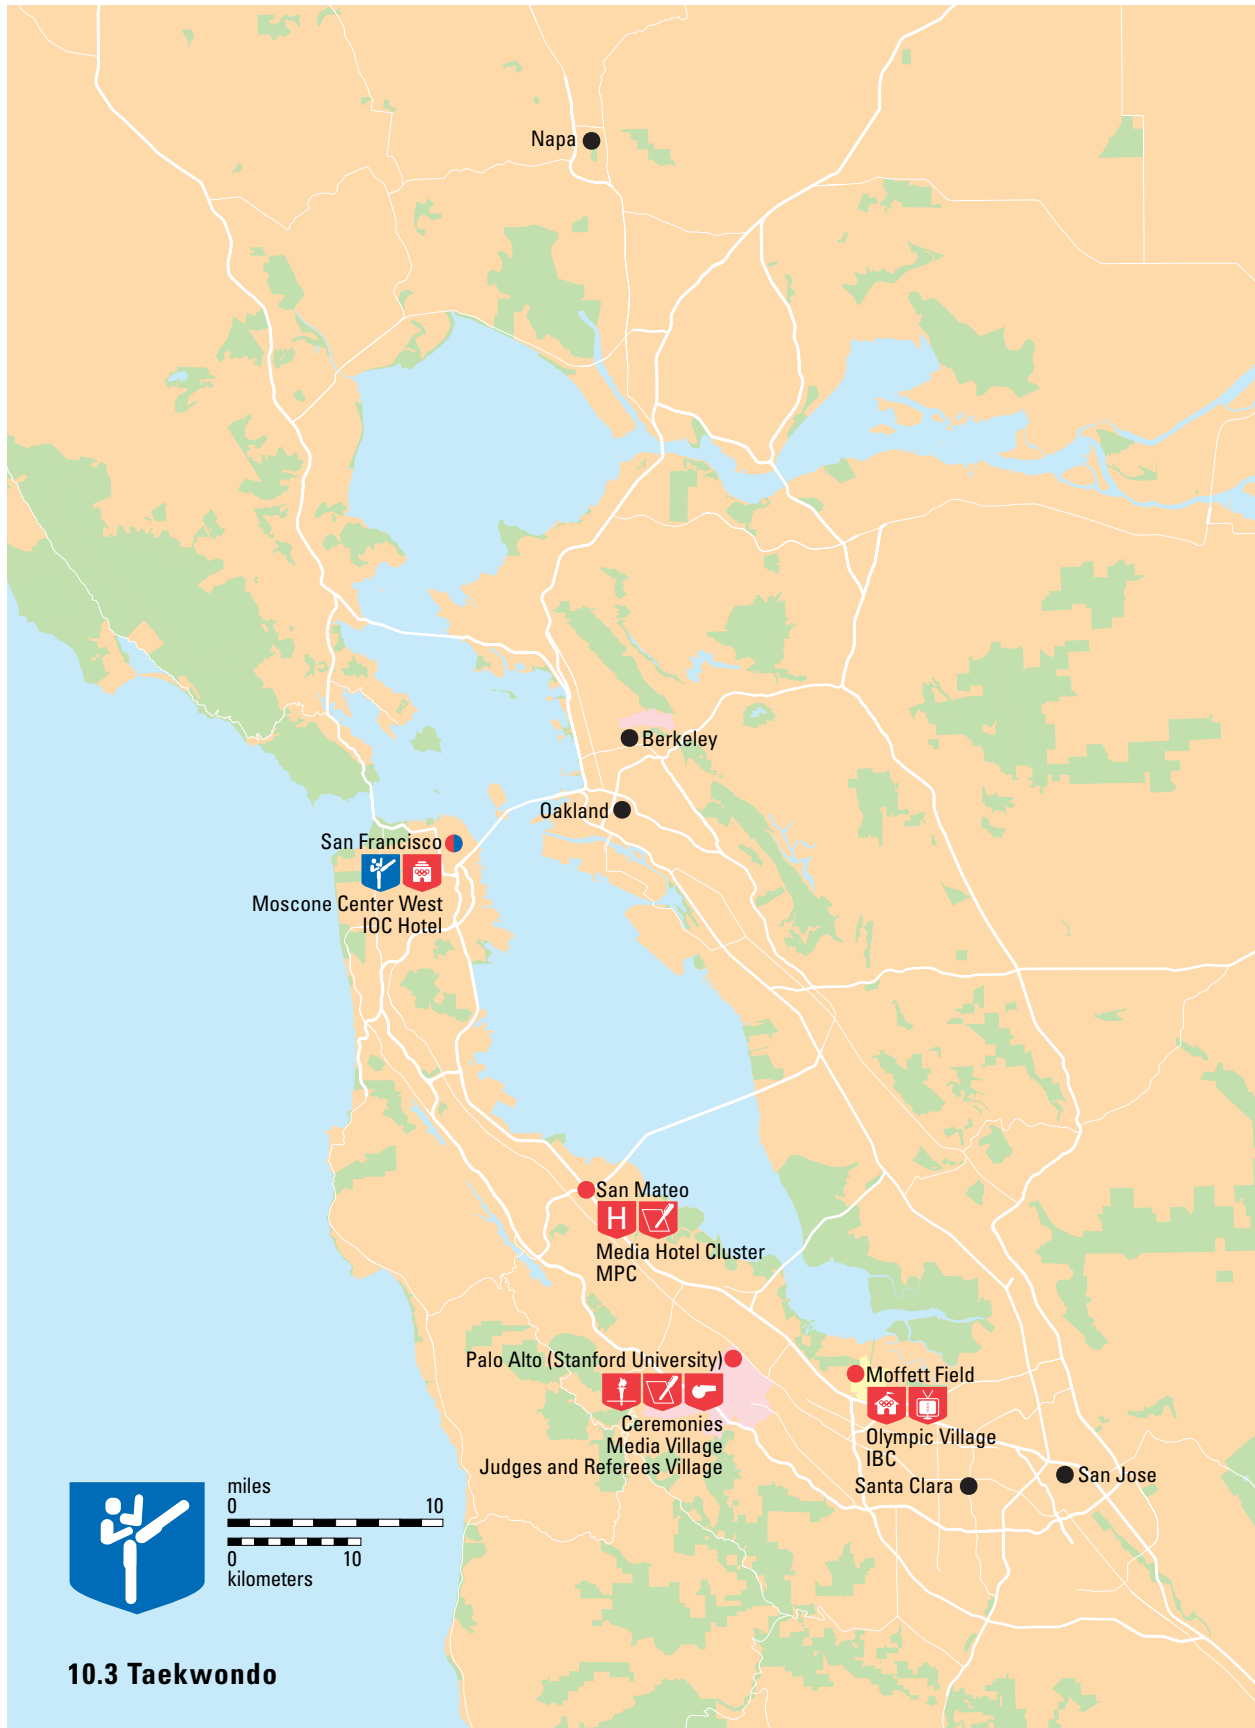 Napa
Berkeley
Oakland
San Francisco
Moscone Center West
IOC Hotel
San Mateo
H
Media Hotel Cluster
MPC
Palo Alto (Stanford University)
Ceremonies
Media Village
Judges and Referees Village
Moffett Field
Olympic Village
IBC
Santa Clara
San Jose
miles
0 10
0 10
kilometers
10.3 Taekwondo